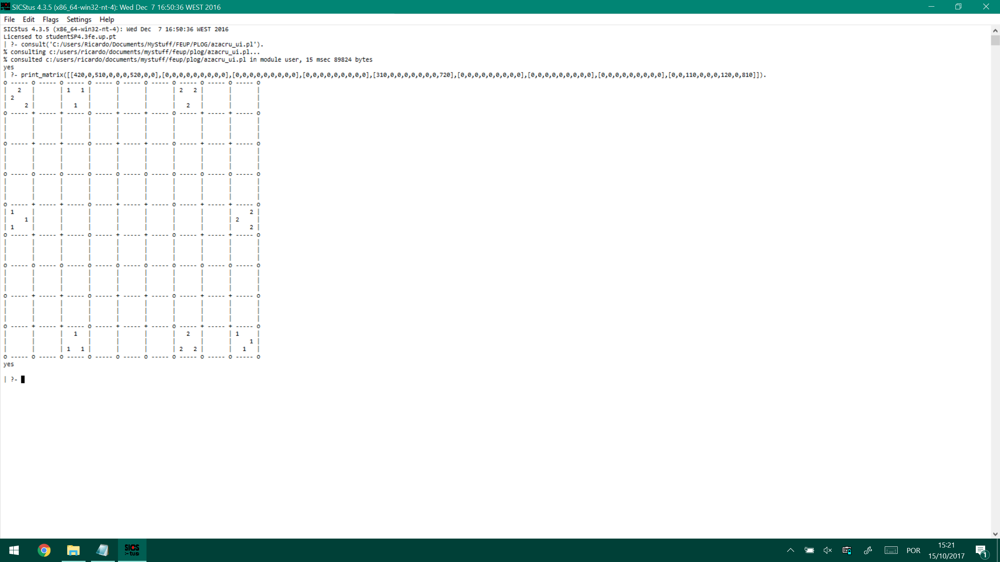 SICStus 4.3.5 (x86_64-win32-nt-4): Wed Dec  7 16:50:36 WEST 2016
File Edit Flags Settings Help
SICStus 4.3.5 (x86_64-win32-nt-4): Wed Dec  7 16:50:36 WEST 2016
Licensed to studentSP4.3fe.up.pt
| ?- consult('C:/Users/Ricardo/Documents/MyStuff/FEUP/PLOG/azacru_ui.pl').
% consulting c:/users/ricardo/documents/mystuff/feup/plog/azacru_ui.pl...
% consulted c:/users/ricardo/documents/mystuff/feup/plog/azacru_ui.pl in module user, 15 msec 89824 bytes
yes
| ?- print_matrix([[420,0,510,0,0,0,520,0,0],[0,0,0,0,0,0,0,0,0],[0,0,0,0,0,0,0,0,0],[0,0,0,0,0,0,0,0,0],[310,0,0,0,0,0,0,0,720],[0,0,0,0,0,0,0,0,0],[0,0,0,0,0,0,0,0,0],[0,0,0,0,0,0,0,0,0],[0,0,110,0,0,0,120,0,810]]).
o ----- o ----- o ----- o ----- o ----- o ----- o ----- o ----- o ----- o
|   2   |       | 1   1 |       |       |       | 2   2 |       |       |
| 2     |       |       |       |       |       |       |       |       |
|     2 |       |   1   |       |       |       |   2   |       |       |
o ----- + ----- + ----- o ----- + ----- + ----- o ----- + ----- + ----- o
|       |       |       |       |       |       |       |       |       |
|       |       |       |       |       |       |       |       |       |
|       |       |       |       |       |       |       |       |       |
o ----- + ----- + ----- o ----- + ----- + ----- o ----- + ----- + ----- o
|       |       |       |       |       |       |       |       |       |
|       |       |       |       |       |       |       |       |       |
|       |       |       |       |       |       |       |       |       |
o ----- o ----- o ----- o ----- o ----- o ----- o ----- o ----- o ----- o
|       |       |       |       |       |       |       |       |       |
|       |       |       |       |       |       |       |       |       |
|       |       |       |       |       |       |       |       |       |
o ----- + ----- + ----- o ----- + ----- + ----- o ----- + ----- + ----- o
| 1     |       |       |       |       |       |       |       |     2 |
|     1 |       |       |       |       |       |       |       | 2     |
| 1     |       |       |       |       |       |       |       |     2 |
o ----- + ----- + ----- o ----- + ----- + ----- o ----- + ----- + ----- o
|       |       |       |       |       |       |       |       |       |
|       |       |       |       |       |       |       |       |       |
|       |       |       |       |       |       |       |       |       |
o ----- o ----- o ----- o ----- o ----- o ----- o ----- o ----- o ----- o
|       |       |       |       |       |       |       |       |       |
|       |       |       |       |       |       |       |       |       |
|       |       |       |       |       |       |       |       |       |
o ----- + ----- + ----- o ----- + ----- + ----- o ----- + ----- + ----- o
|       |       |       |       |       |       |       |       |       |
|       |       |       |       |       |       |       |       |       |
|       |       |       |       |       |       |       |       |       |
o ----- + ----- + ----- o ----- + ----- + ----- o ----- + ----- + ----- o
|       |       |   1   |       |       |       |   2   |       | 1     |
|       |       |       |       |       |       |       |       |     1 |
|       |       | 1   1 |       |       |       | 2   2 |       |   1   |
o ----- o ----- o ----- o ----- o ----- o ----- o ----- o ----- o ----- o
yes
| ?-
SICS
:- tus
POR
15:21
15/10/2017
1